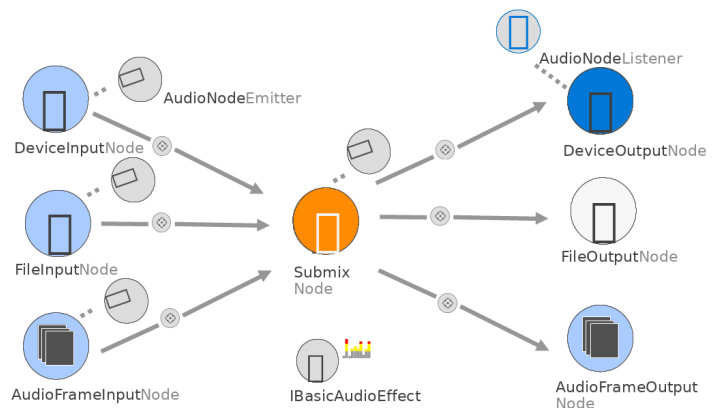 AudioNodeListener
AudioNodeEmitter
DeviceInputNode
DeviceOutputNode
FileInputNode
Submix
Node
FileOutputNode
AudioFrameInputNode
IBasicAudioEffect
AudioFrameOutput
Node